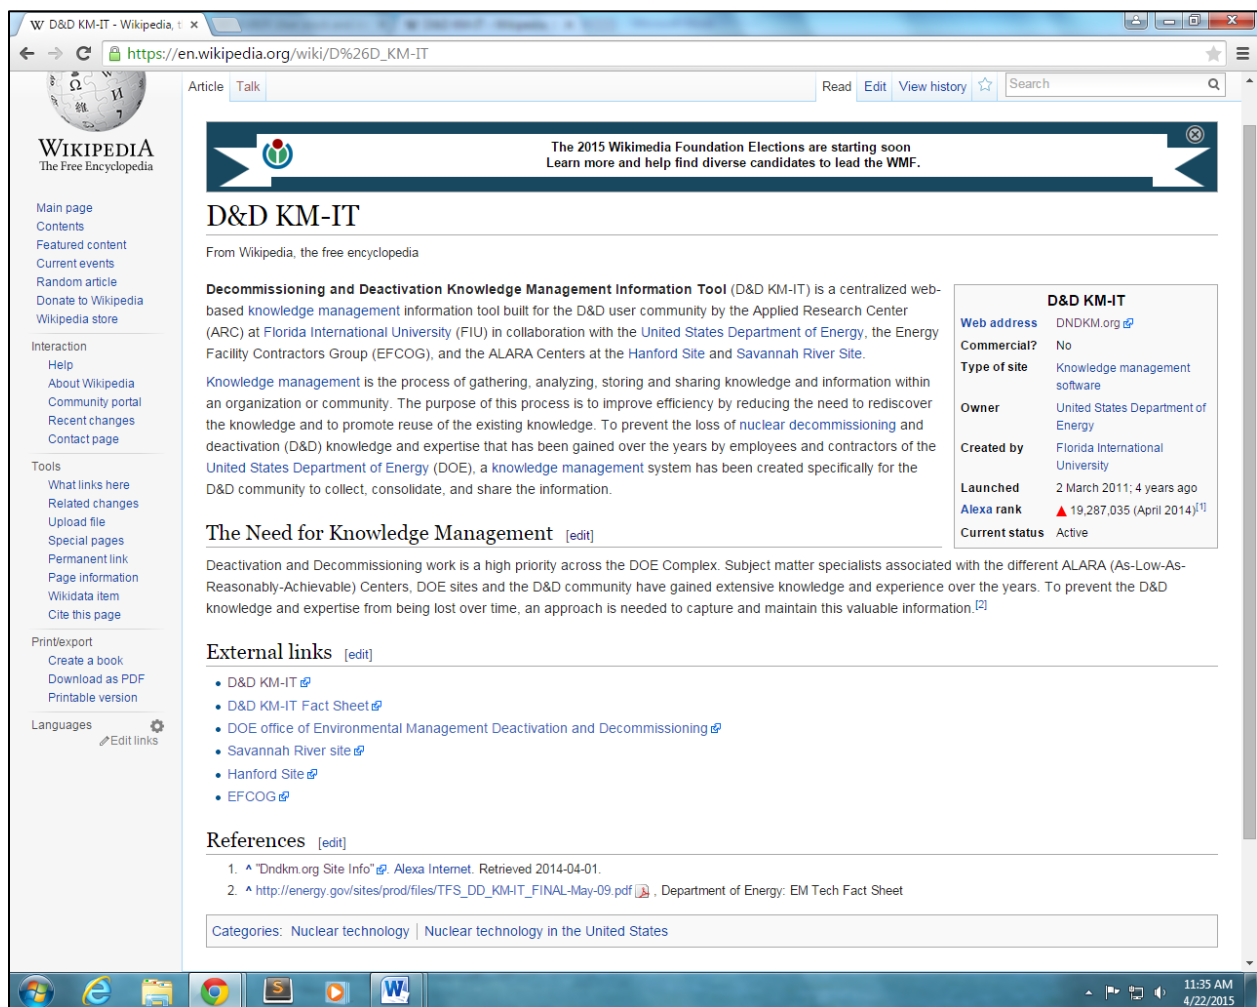 W D&D KM-IT - Wikipedia, t
https://en.wikipedia.org/wiki/D%26D_KM-IT
Article Talk Read Edit View history Search
WIKIPEDIA
The Free Encyclopedia
Main page
Contents
Featured content
Current events
Random article
Donate to Wikipedia
Wikipedia store
Interaction
Help
About Wikipedia
Community portal
Recent changes
Contact page
Tools
What links here
Related changes
Upload file
Special pages
Permanent link
Page information
Wikidata item
Cite this page
Print/export
Create a book
Download as PDF
Printable version
Languages
Edit links
The 2015 Wikimedia Foundation Elections are starting soon
Learn more and help find diverse candidates to lead the WMF.
D&D KM-IT
From Wikipedia, the free encyclopedia
Decommissioning and Deactivation Knowledge Management Information Tool (D&D KM-IT) is a centralized web-
based knowledge management information tool built for the D&D user community by the Applied Research Center
(ARC) at Florida International University (FIU) in collaboration with the United States Department of Energy, the Energy
Facility Contractors Group (EFCOG), and the ALARA Centers at the Hanford Site and Savannah River Site.
Knowledge management is the process of gathering, analyzing, storing and sharing knowledge and information within
an organization or community. The purpose of this process is to improve efficiency by reducing the need to rediscover
the knowledge and to promote reuse of the existing knowledge. To prevent the loss of nuclear decommissioning and
deactivation (D&D) knowledge and expertise that has been gained over the years by employees and contractors of the
United States Department of Energy (DOE), a knowledge management system has been created specifically for the
D&D community to collect, consolidate, and share the information.
D&D KM-IT
Web address DNDKM.org
Commercial? No
Type of site Knowledge management
software
Owner United States Department of
Energy
Created by Florida International
University
Launched 2 March 2011; 4 years ago
Alexa rank ▲ 19,287,035 (April 2014)[1]
Current status Active
The Need for Knowledge Management [edit]
Deactivation and Decommissioning work is a high priority across the DOE Complex. Subject matter specialists associated with the different ALARA (As-Low-As-
Reasonably-Achievable) Centers, DOE sites and the D&D community have gained extensive knowledge and experience over the years. To prevent the D&D
knowledge and expertise from being lost over time, an approach is needed to capture and maintain this valuable information.[2]
External links [edit]
• D&D KM-IT
• D&D KM-IT Fact Sheet
• DOE office of Environmental Management Deactivation and Decommissioning
• Savannah River site
• Hanford Site
• EFCOG
References [edit]
1. ^ "Dndkm.org Site Info". Alexa Internet. Retrieved 2014-04-01.
2. ^ http://energy.gov/sites/prod/files/TFS_DD_KM-IT_FINAL-May-09.pdf , Department of Energy: EM Tech Fact Sheet
Categories: Nuclear technology | Nuclear technology in the United States
11:35 AM
4/22/2015